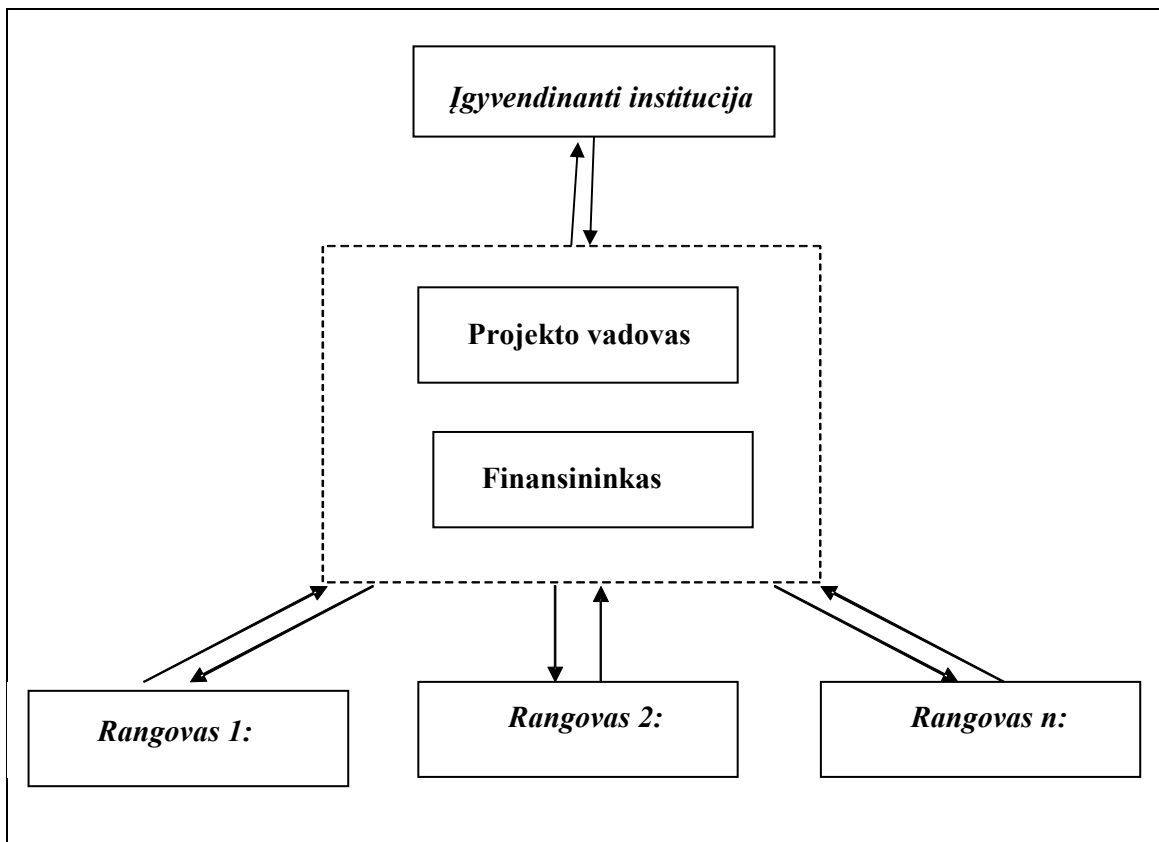 Įgyvendinanti institucija
Projekto vadovas
Finansininkas
Rangovas 1:
Rangovas 2:
Rangovas n: